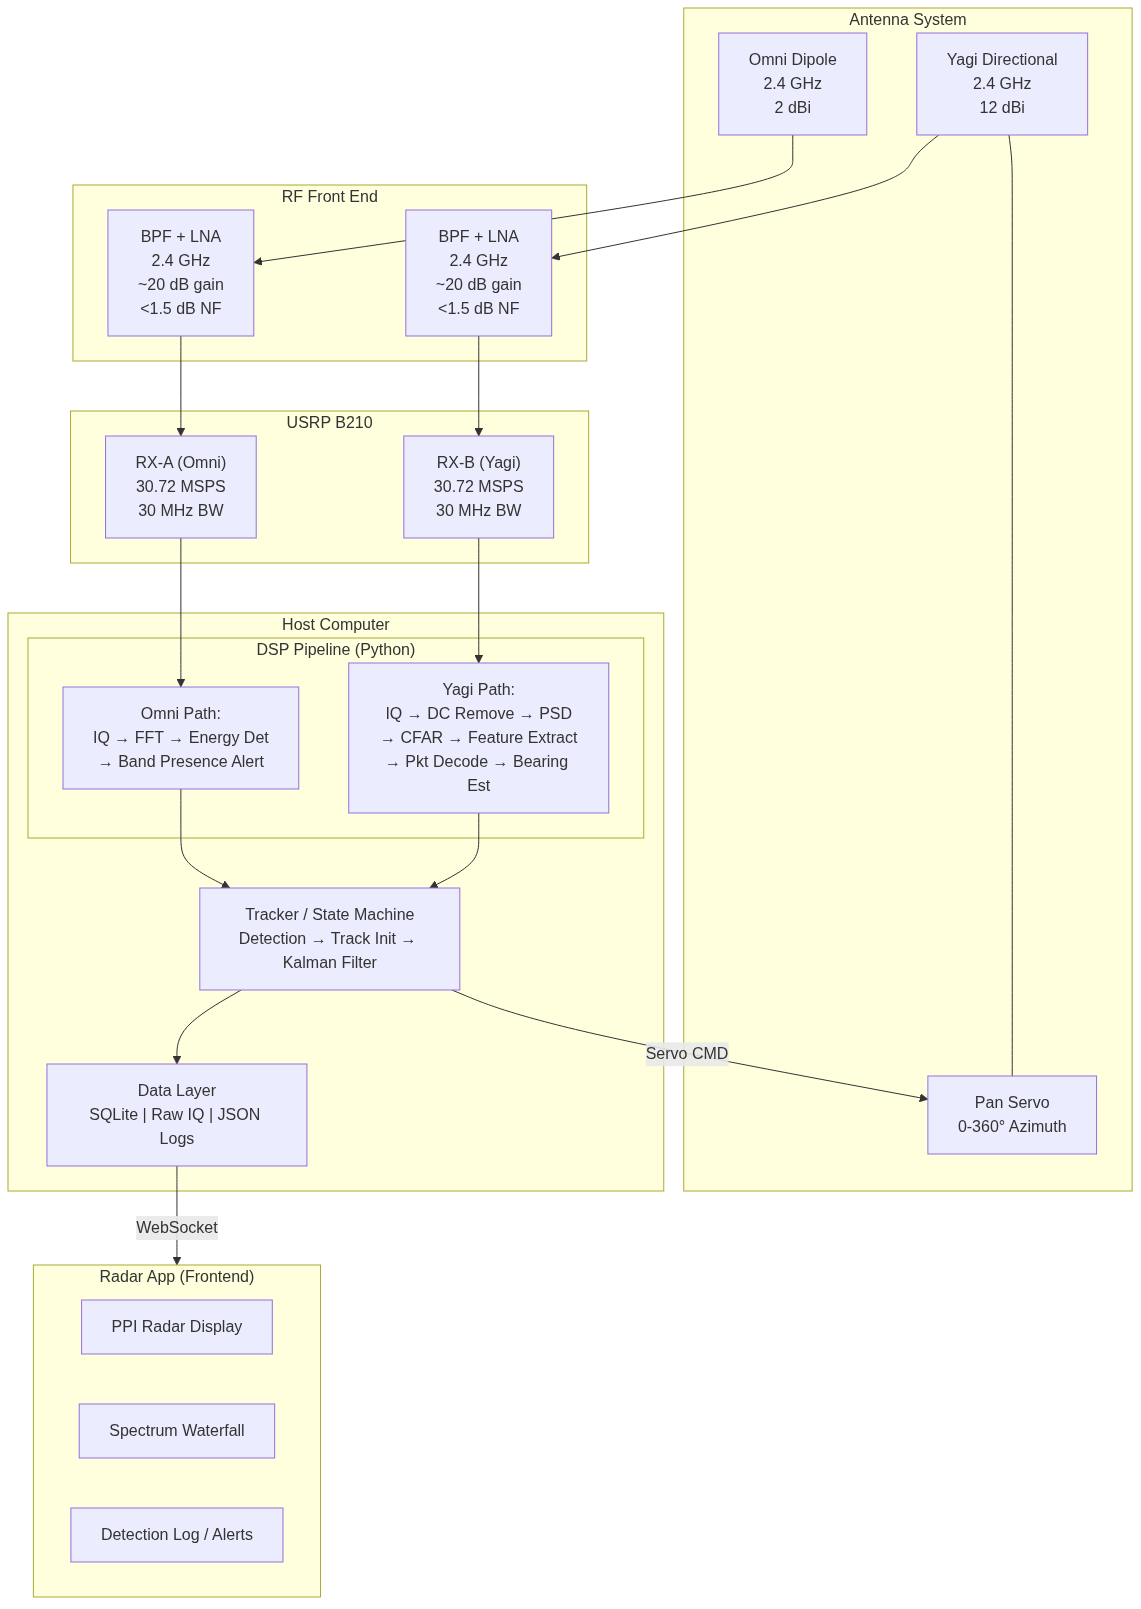 Antenna System
Omni Dipole
2.4 GHz
2 dBi
Yagi Directional
2.4 GHz
12 dBi
RF Front End
BPF + LNA
2.4 GHz
~20 dB gain
<1.5 dB NF
BPF + LNA
2.4 GHz
~20 dB gain
<1.5 dB NF
USRP B210
RX-A (Omni)
30.72 MSPS
30 MHz BW
RX-B (Yagi)
30.72 MSPS
30 MHz BW
Host Computer
DSP Pipeline (Python)
Omni Path:
IQ → FFT → Energy Det
→ Band Presence Alert
Yagi Path:
IQ → DC Remove → PSD
→ CFAR → Feature Extract
→ Pkt Decode → Bearing
Est
Tracker / State Machine
Detection → Track Init →
Kalman Filter
Servo CMD
Pan Servo
0-360° Azimuth
Data Layer
SQLite | Raw IQ | JSON
Logs
WebSocket
Radar App (Frontend)
PPI Radar Display
Spectrum Waterfall
Detection Log / Alerts